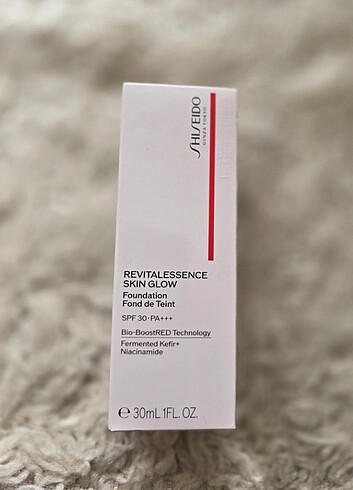 SHISEIDO
GINZA TOKYO
REVITALESSENCE
SKIN GLOW
Foundation
Fond de Teint
SPF 30·PA+++
Bio-BoostRED Technology
Fermented Kefir+
Niacinamide
℮ 30mL 1FL. OZ.